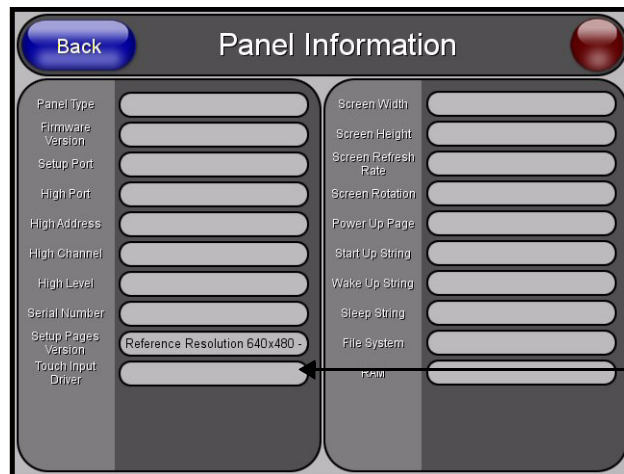 Back
Panel Information
Panel Type
Firmware
Version
Setup Port
High Port
High Address
High Channel
High Level
Serial Number
Setup Pages
Version
Reference Resolution 640x480 -
Touch Input
Driver
Screen Width
Screen Height
Screen Refresh
Rate
Screen Rotation
Power Up Page
Start Up String
Wake Up String
Sleep String
File System
RAM